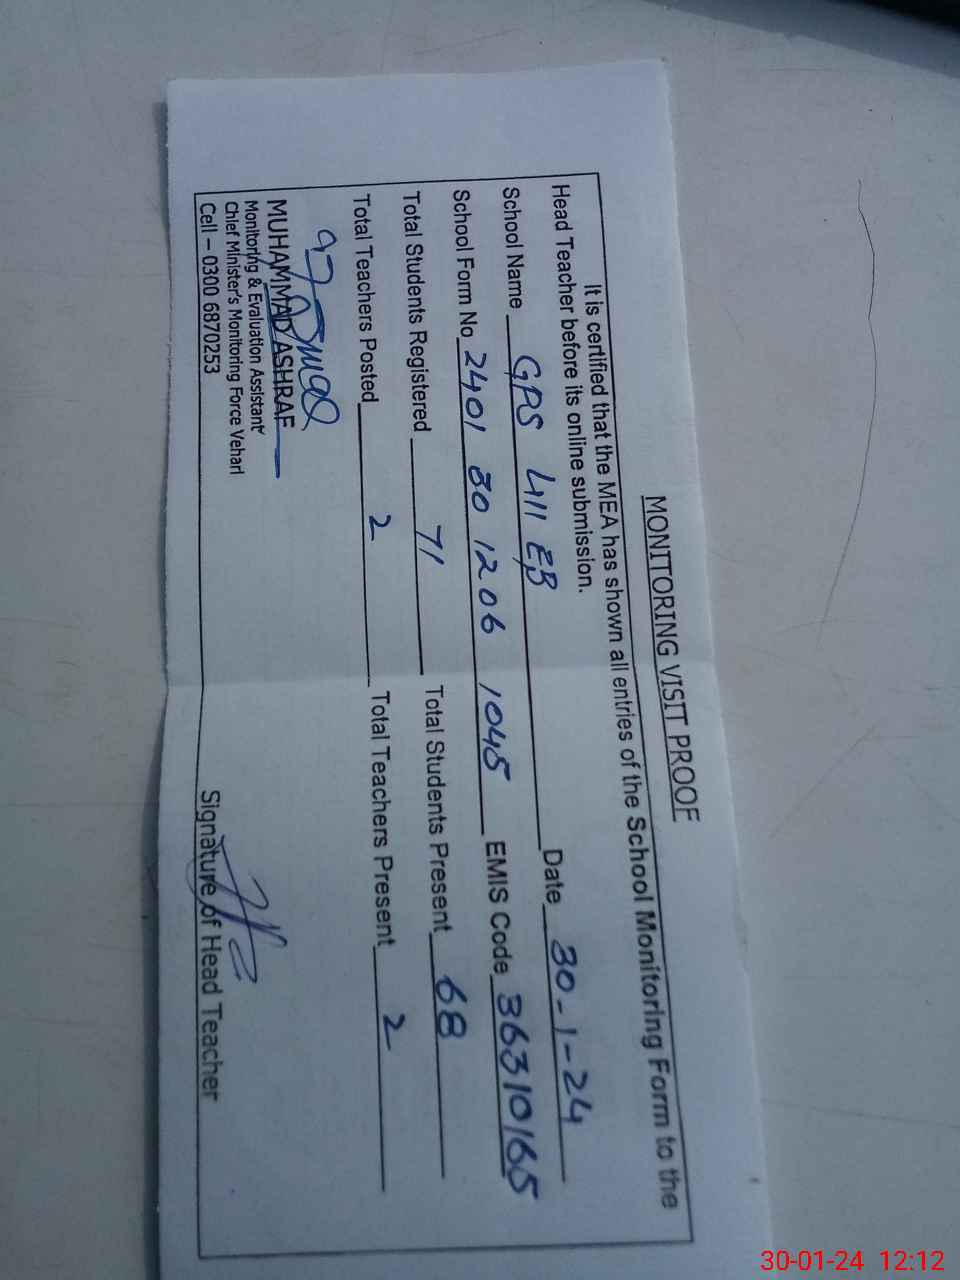 MONITORING VISIT PROOF
It is certified that the MEA has shown all entries of the School Monitoring Form to the
Head Teacher before its online submission.
School Name GPS 411 EB Date 30-1-24
School Form No 2401 30 1206 1045 EMIS Code 36310165
Total Students Registered 71 Total Students Present 68
Total Teachers Posted 2 Total Teachers Present 2
MUHAMMAD ASHRAF
Monitoring & Evaluation Assistant
Chief Minister's Monitoring Force Vehari
Cell – 0300 6870253
Signature of Head Teacher
30-01-24 12:12